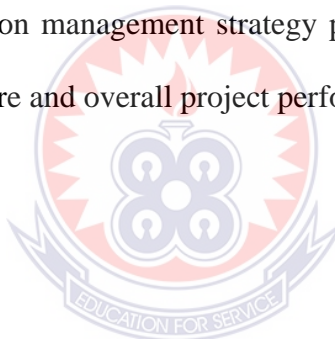 on management strategy p
re and overall project perfo
EDUCATION FOR SERVICE